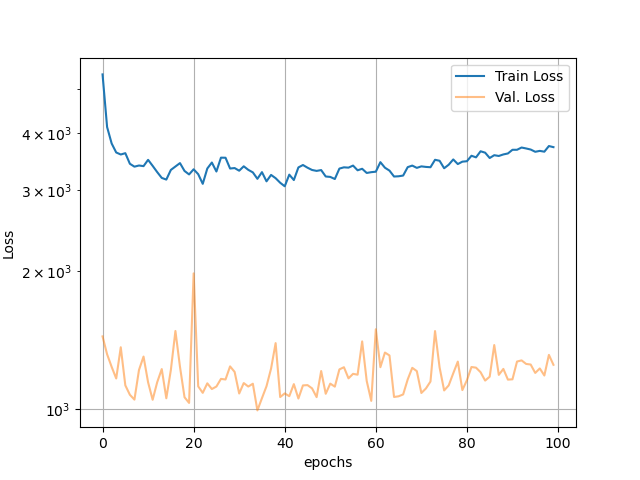 Train Loss
Val. Loss
4 × 10³
3 × 10³
2 × 10³
10³
Loss
0 20 40 60 80 100
epochs